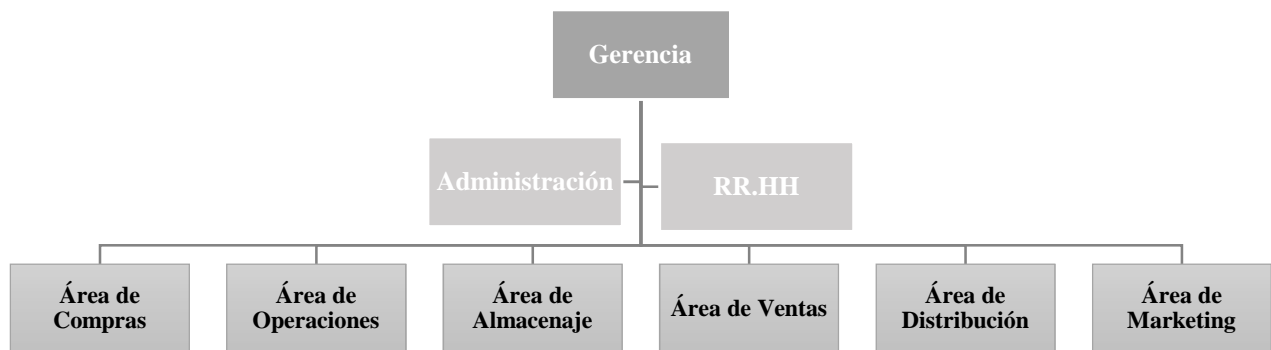 Gerencia
Administración
RR.HH
Área de
Compras
Área de
Operaciones
Área de
Almacenaje
Área de Ventas
Área de
Distribución
Área de
Marketing